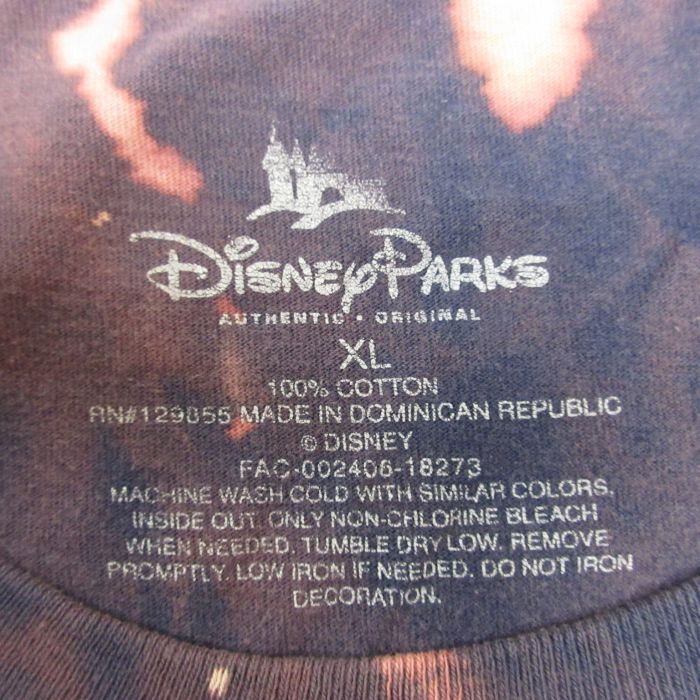 Disney Parks
AUTHENTIC • ORIGINAL
XL
100% COTTON
RN#129855 MADE IN DOMINICAN REPUBLIC
© DISNEY
FAC-002406-18273
MACHINE WASH COLD WITH SIMILAR COLORS,
INSIDE OUT. ONLY NON-CHLORINE BLEACH
WHEN NEEDED. TUMBLE DRY LOW. REMOVE
PROMPTLY. LOW IRON IF NEEDED. DO NOT IRON
DECORATION.